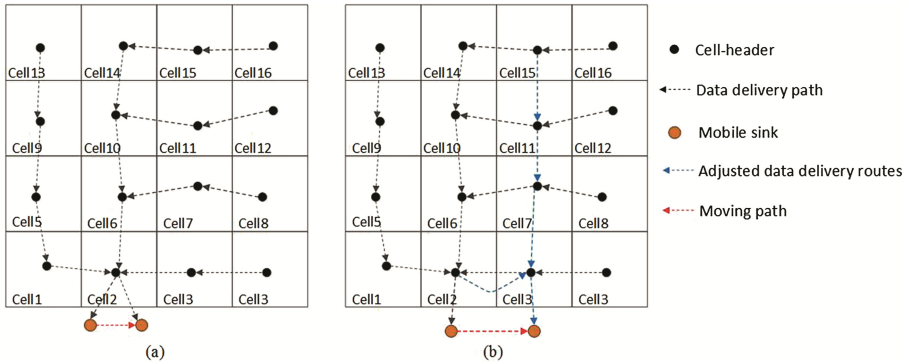 Cell13 Cell14 Cell15 Cell16
Cell9 Cell10 Cell11 Cell12
Cell5 Cell6 Cell7 Cell8
Cell1 Cell2 Cell3 Cell3
(a)
Cell13 Cell14 Cell15 Cell16
Cell9 Cell10 Cell11 Cell12
Cell5 Cell6 Cell7 Cell8
Cell1 Cell2 Cell3 Cell3
(b)
Cell-header
Data delivery path
Mobile sink
Adjusted data delivery routes
Moving path